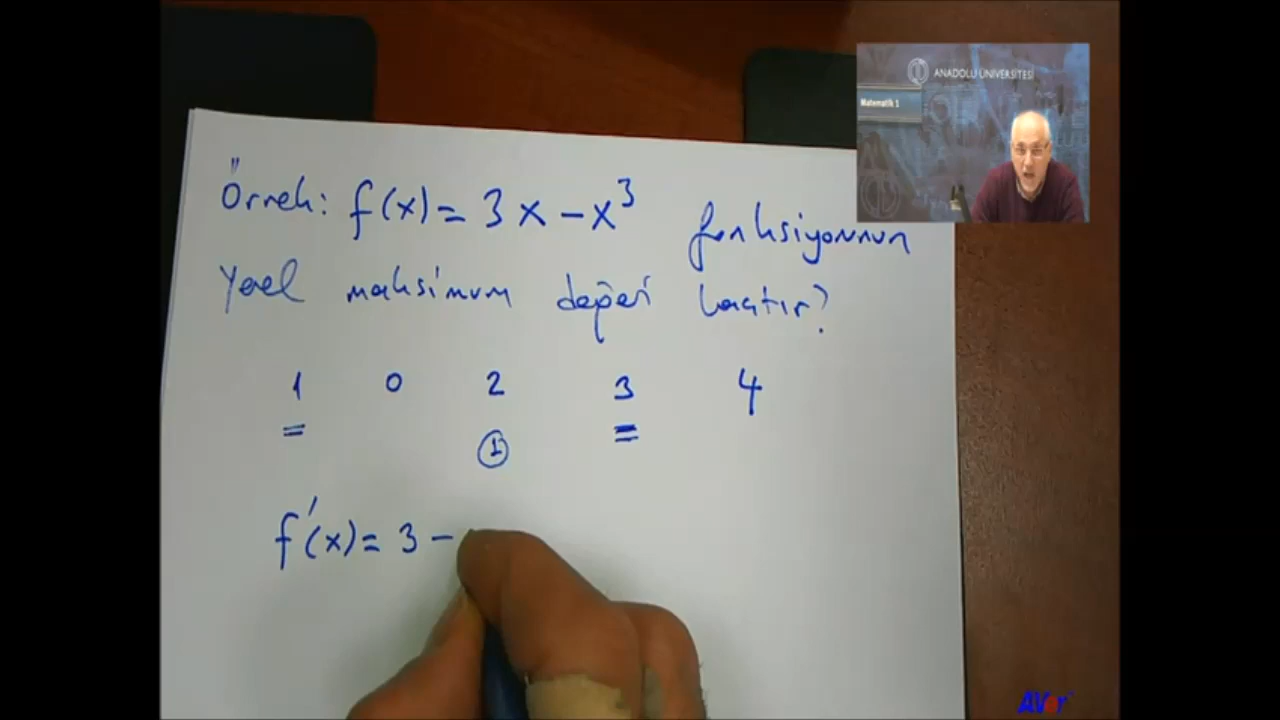 Örnek: f(x) = 3x - x³ fonksiyonunun
Yerel maksimum değeri kaçtır?
1 0 2 3 4
= ① =
f'(x) = 3 -
ANADOLU ÜNİVERSİTESİ
Matematik 1
AVer